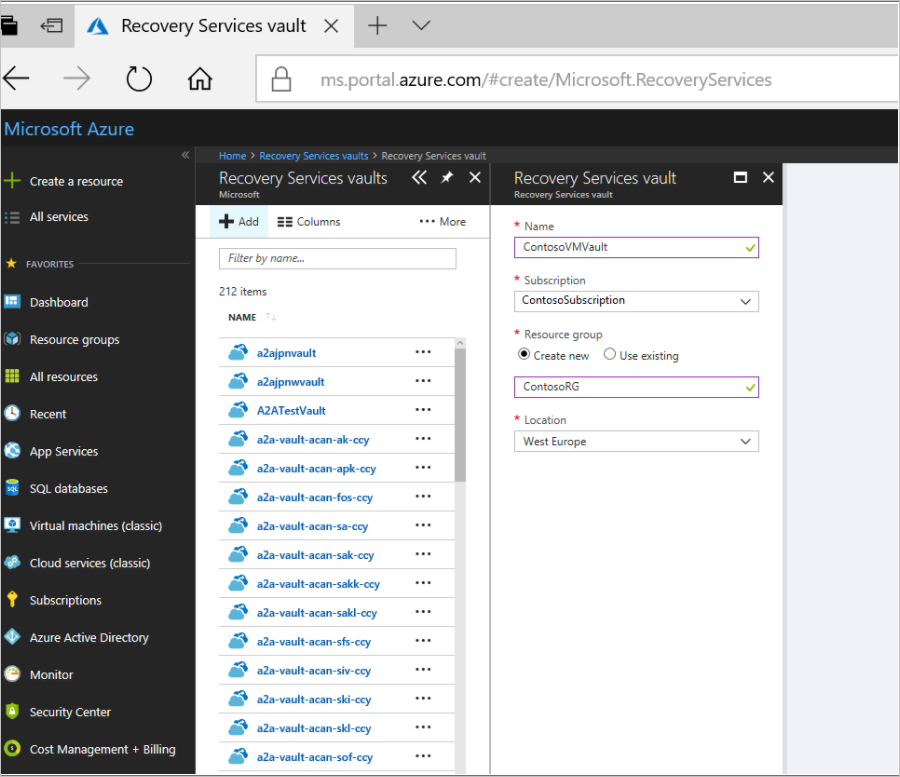 Recovery Services vault
ms.portal.azure.com/#create/Microsoft.RecoveryServices
Microsoft Azure
Create a resource
All services
FAVORITES
Dashboard
Resource groups
All resources
Recent
App Services
SQL databases
Virtual machines (classic)
Cloud services (classic)
Subscriptions
Azure Active Directory
Monitor
Security Center
Cost Management + Billing
Home > Recovery Services vaults > Recovery Services vault
Recovery Services vaults
Microsoft
Add Columns ••• More
Filter by name...
212 items
NAME
a2ajpnvault •••
a2ajpnwvault •••
A2ATestVault •••
a2a-vault-acan-ak-ccy •••
a2a-vault-acan-apk-ccy •••
a2a-vault-acan-fos-ccy •••
a2a-vault-acan-sa-ccy •••
a2a-vault-acan-sak-ccy •••
a2a-vault-acan-sakk-ccy •••
a2a-vault-acan-sakl-ccy •••
a2a-vault-acan-sfs-ccy •••
a2a-vault-acan-siv-ccy •••
a2a-vault-acan-ski-ccy •••
a2a-vault-acan-skl-ccy •••
a2a-vault-acan-sof-ccy •••
Recovery Services vault
Recovery Services vault
* Name
ContosoVMVault
* Subscription
ContosoSubscription
* Resource group
Create new Use existing
ContosoRG
* Location
West Europe